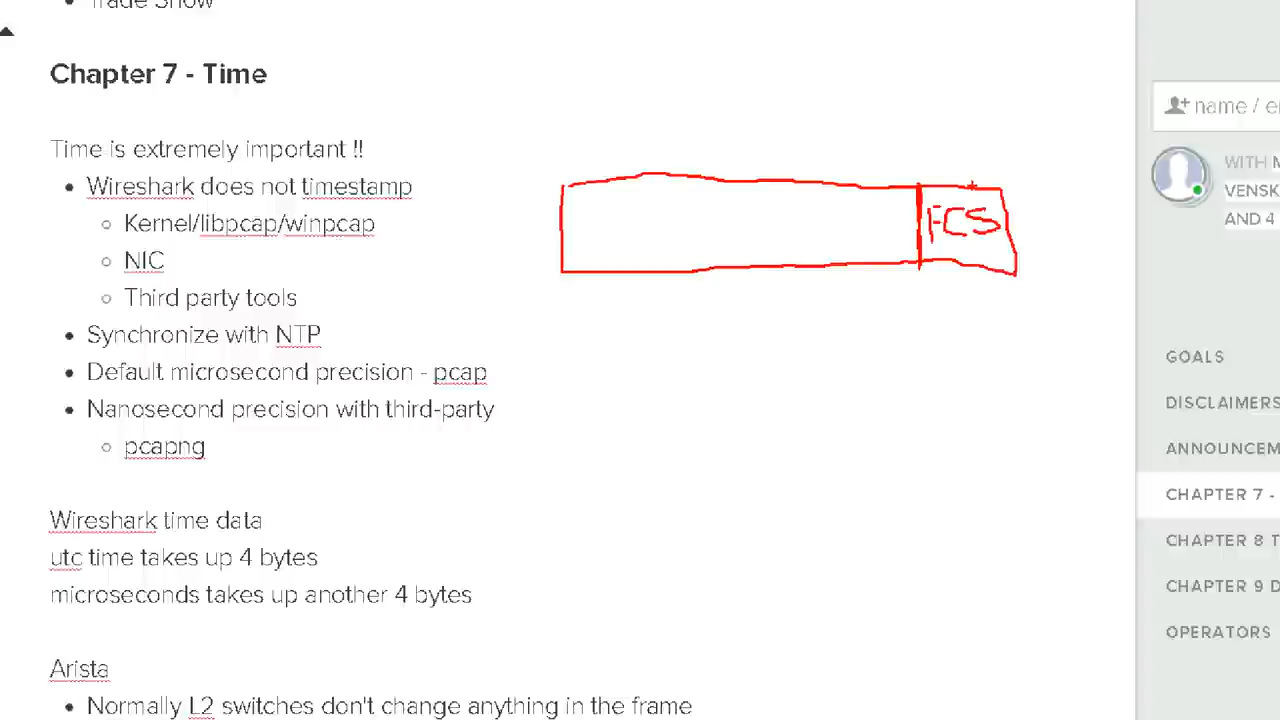 Trade Show
Chapter 7 - Time
Time is extremely important !!
Wireshark does not timestamp
Kernel/libpcap/winpcap
NIC
Third party tools
Synchronize with NTP
Default microsecond precision - pcap
Nanosecond precision with third-party
pcapng
Wireshark time data
utc time takes up 4 bytes
microseconds takes up another 4 bytes
Arista
Normally L2 switches don't change anything in the frame
FCS
name / e
WITH M
VENSK
AND 4
GOALS
DISCLAIMERS
ANNOUNCEM
CHAPTER 7 -
CHAPTER 8 T
CHAPTER 9 D
OPERATORS